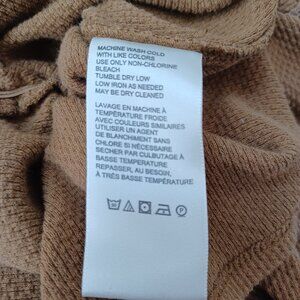 MACHINE WASH COLD
WITH LIKE COLORS
USE ONLY NON-CHLORINE
BLEACH
TUMBLE DRY LOW
LOW IRON AS NEEDED
MAY BE DRY CLEANED
LAVAGE EN MACHINE À
TEMPÉRATURE FROIDE
AVEC COULEURS SIMILAIRES
UTILISER UN AGENT
DE BLANCHIMENT SANS
CHLORE SI NÉCESSAIRE
SECHER PAR CULBUTAGE À
BASSE TEMPERATURE
REPASSER, AU BESOIN,
À TRÈS BASSE TEMPÉRATURE